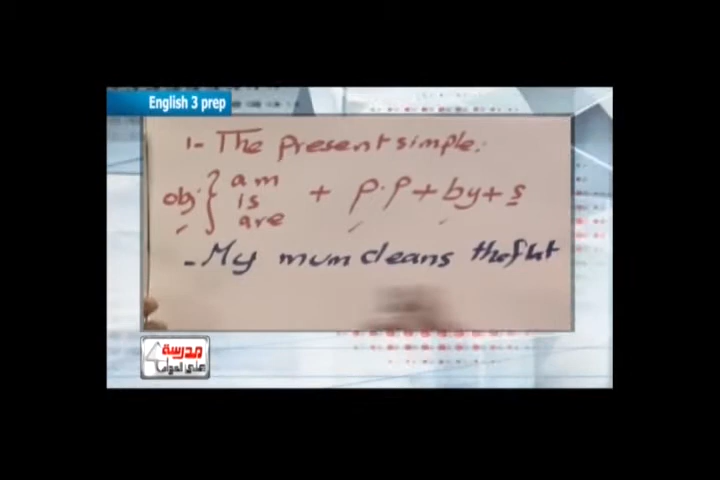 English 3 prep
1- The present simple.
obj { am is are + p.p + by + s
- My mum cleans the flat
مدرسة
على الهواء